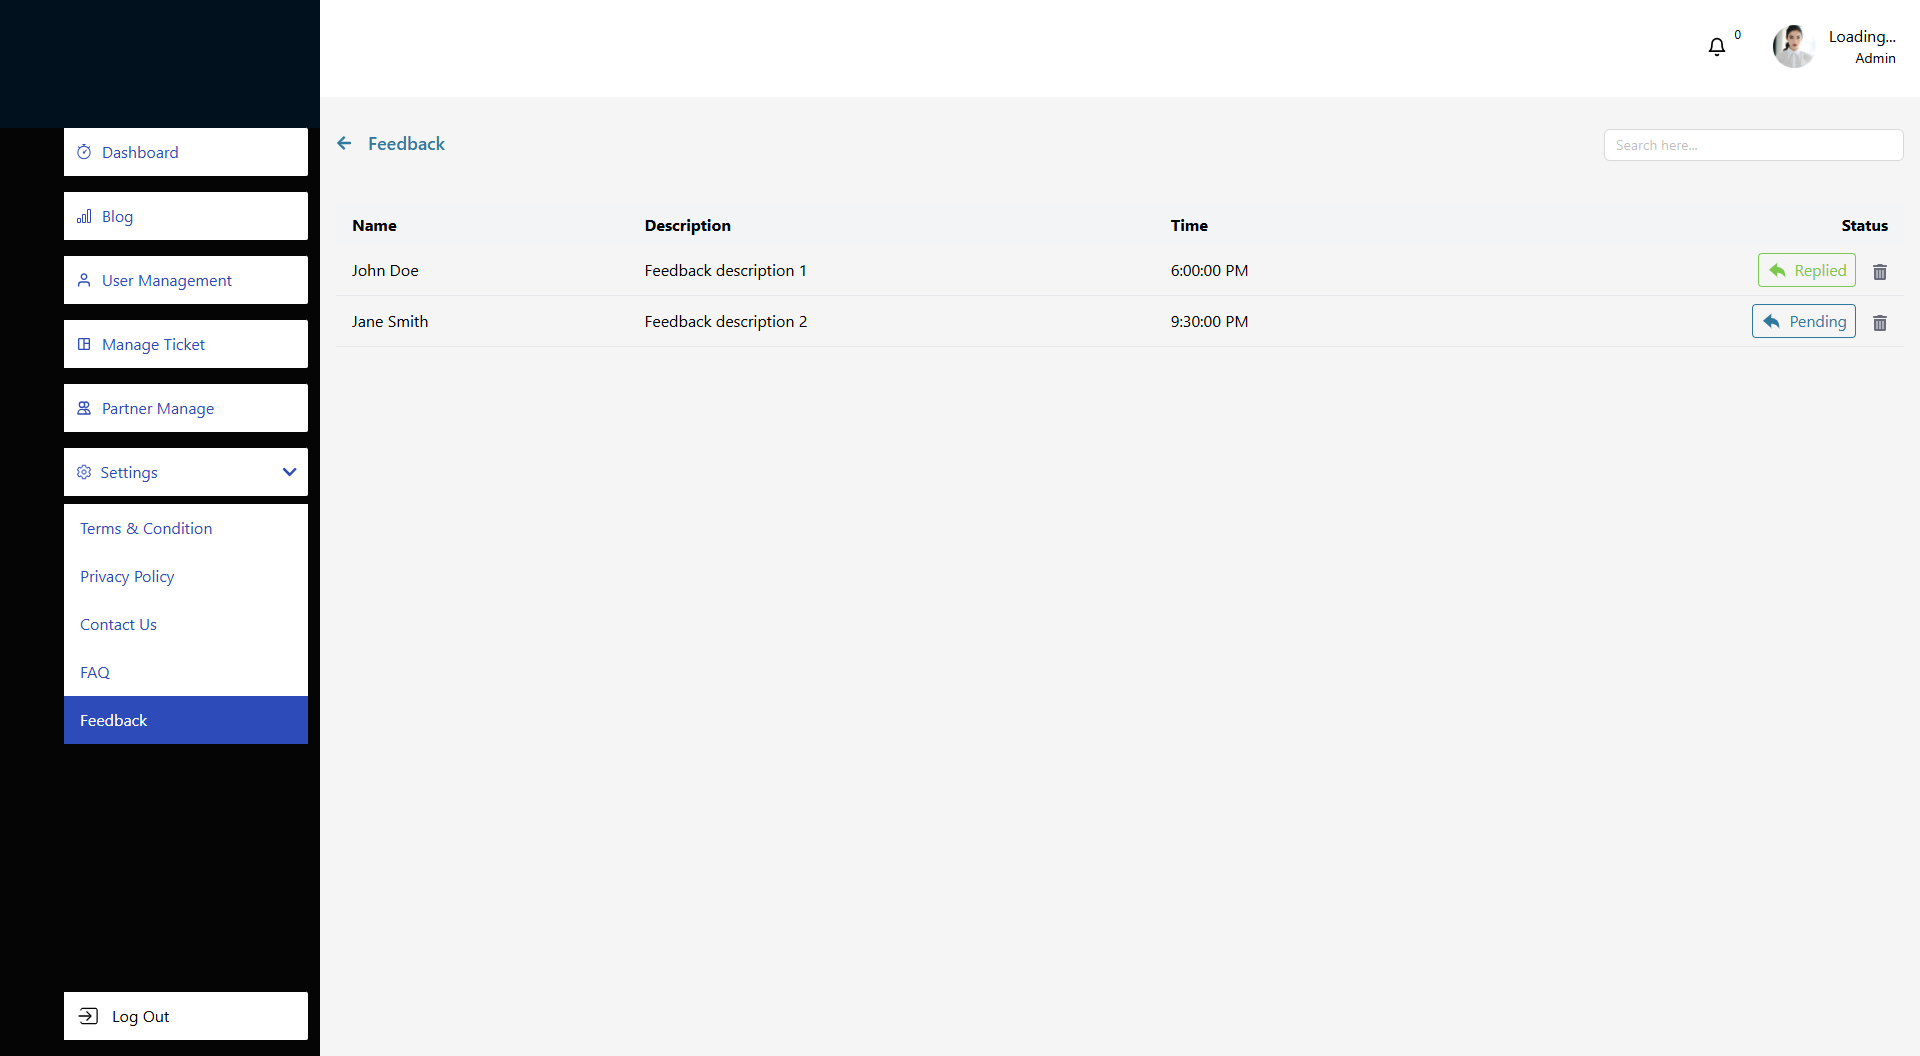 0
Loading...
Admin
Dashboard
Blog
User Management
Manage Ticket
Partner Manage
Settings
Terms & Condition
Privacy Policy
Contact Us
FAQ
Feedback
Log Out
Feedback
Search here...
Name Description Time Status
John Doe Feedback description 1 6:00:00 PM Replied
Jane Smith Feedback description 2 9:30:00 PM Pending